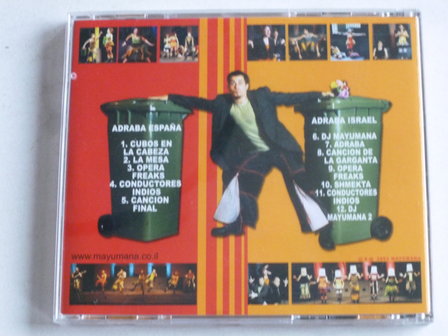 ADRABA ESPAÑA
1. CUBOS EN
LA CABEZA
2. LA MESA
3. OPERA
FREAKS
4. CONDUCTORES
INDIOS
5. CANCION
FINAL
ADRABA ISRAEL
6. DJ MAYUMANA
7. ADRABA
8. CANCION DE
LA GARGANTA
9. OPERA
FREAKS
10. SHMEKTA
11. CONDUCTORES
INDIOS
12. DJ
MAYUMANA 2
www.mayumana.co.il
MAYUMANA